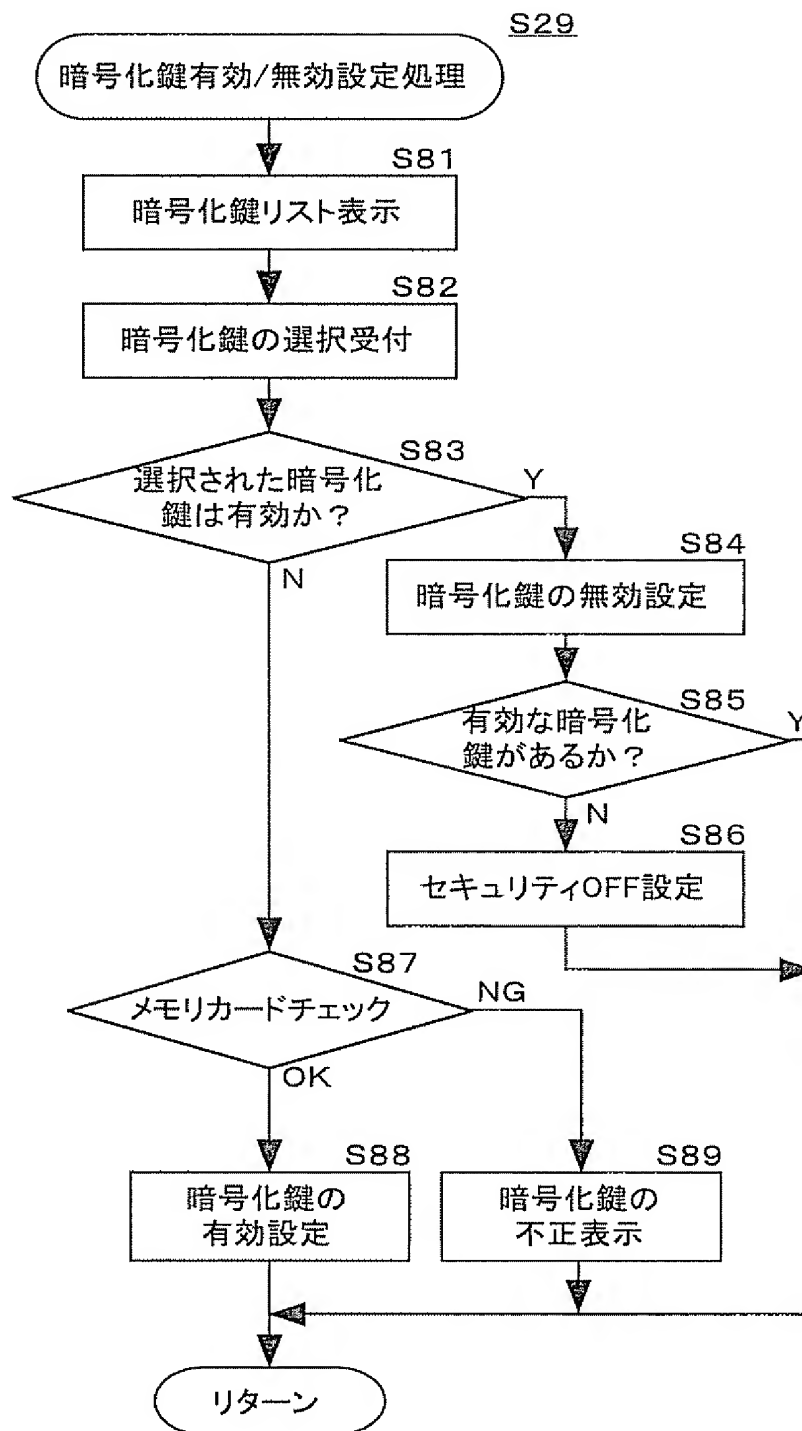 S29
暗号化鍵有効/無効設定処理
S81
暗号化鍵リスト表示
S82
暗号化鍵の選択受付
S83
選択された暗号化
鍵は有効か?
Y
N
S84
暗号化鍵の無効設定
S85
有効な暗号化
鍵があるか?
Y
N
S86
セキュリティOFF設定
S87
メモリカードチェック
NG
OK
S88
暗号化鍵の
有効設定
S89
暗号化鍵の
不正表示
リターン